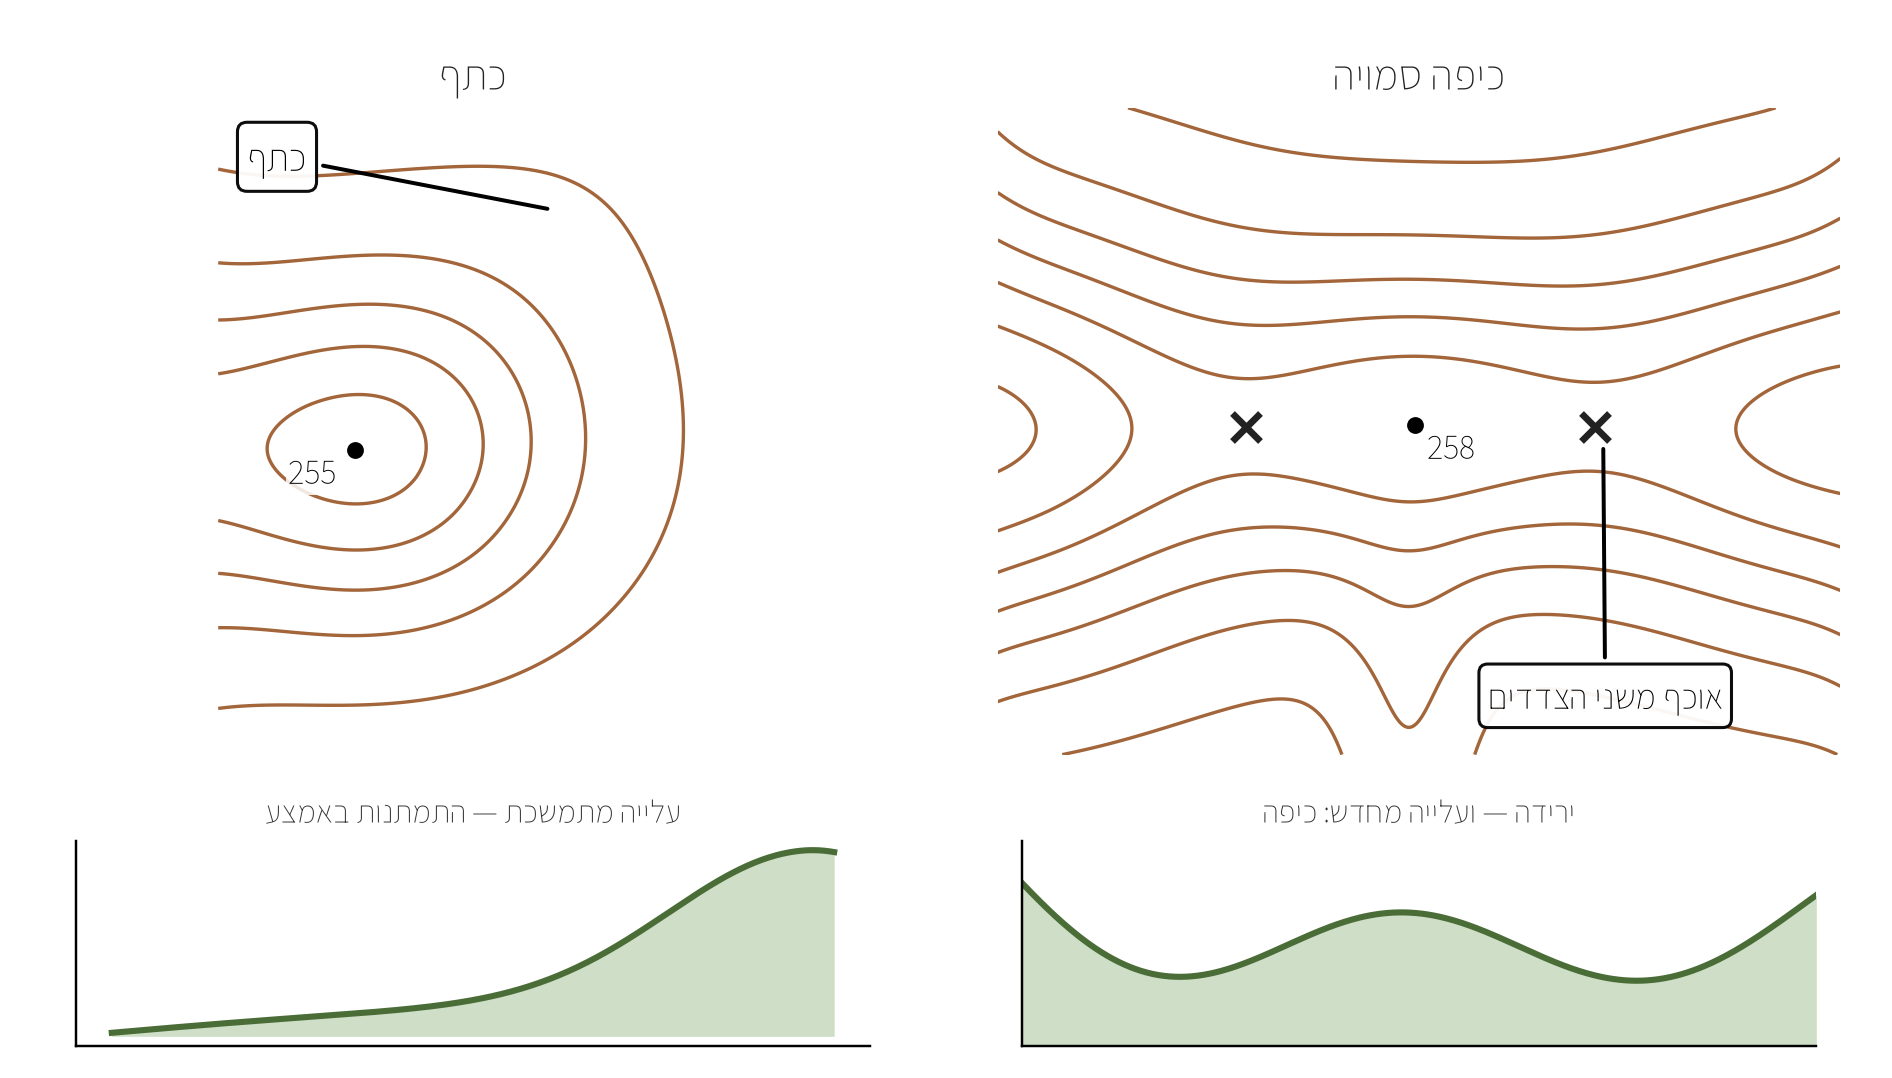 כיפה סמויה
258
אוכף משני הצדדים
ירידה — ועלייה מחדש: כיפה
כתף
כתף
255
עלייה מתמשכת — התמתנות באמצע